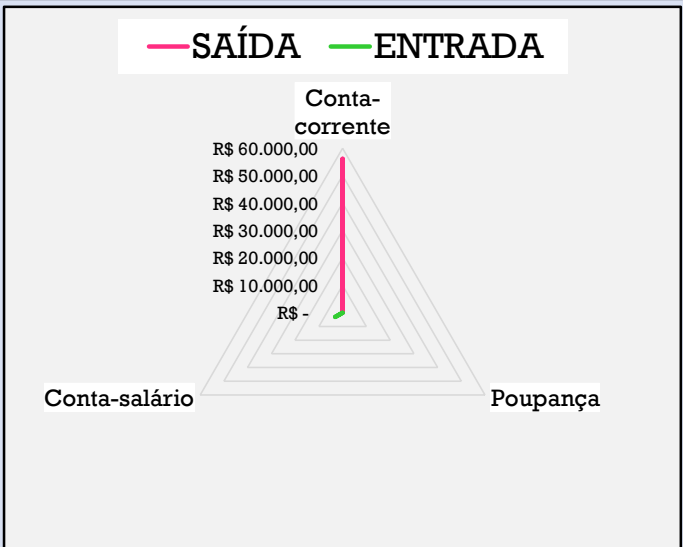 SAÍDA ENTRADA
Conta-
corrente
R$ 60.000,00
R$ 50.000,00
R$ 40.000,00
R$ 30.000,00
R$ 20.000,00
R$ 10.000,00
R$ -
Conta-salário
Poupança